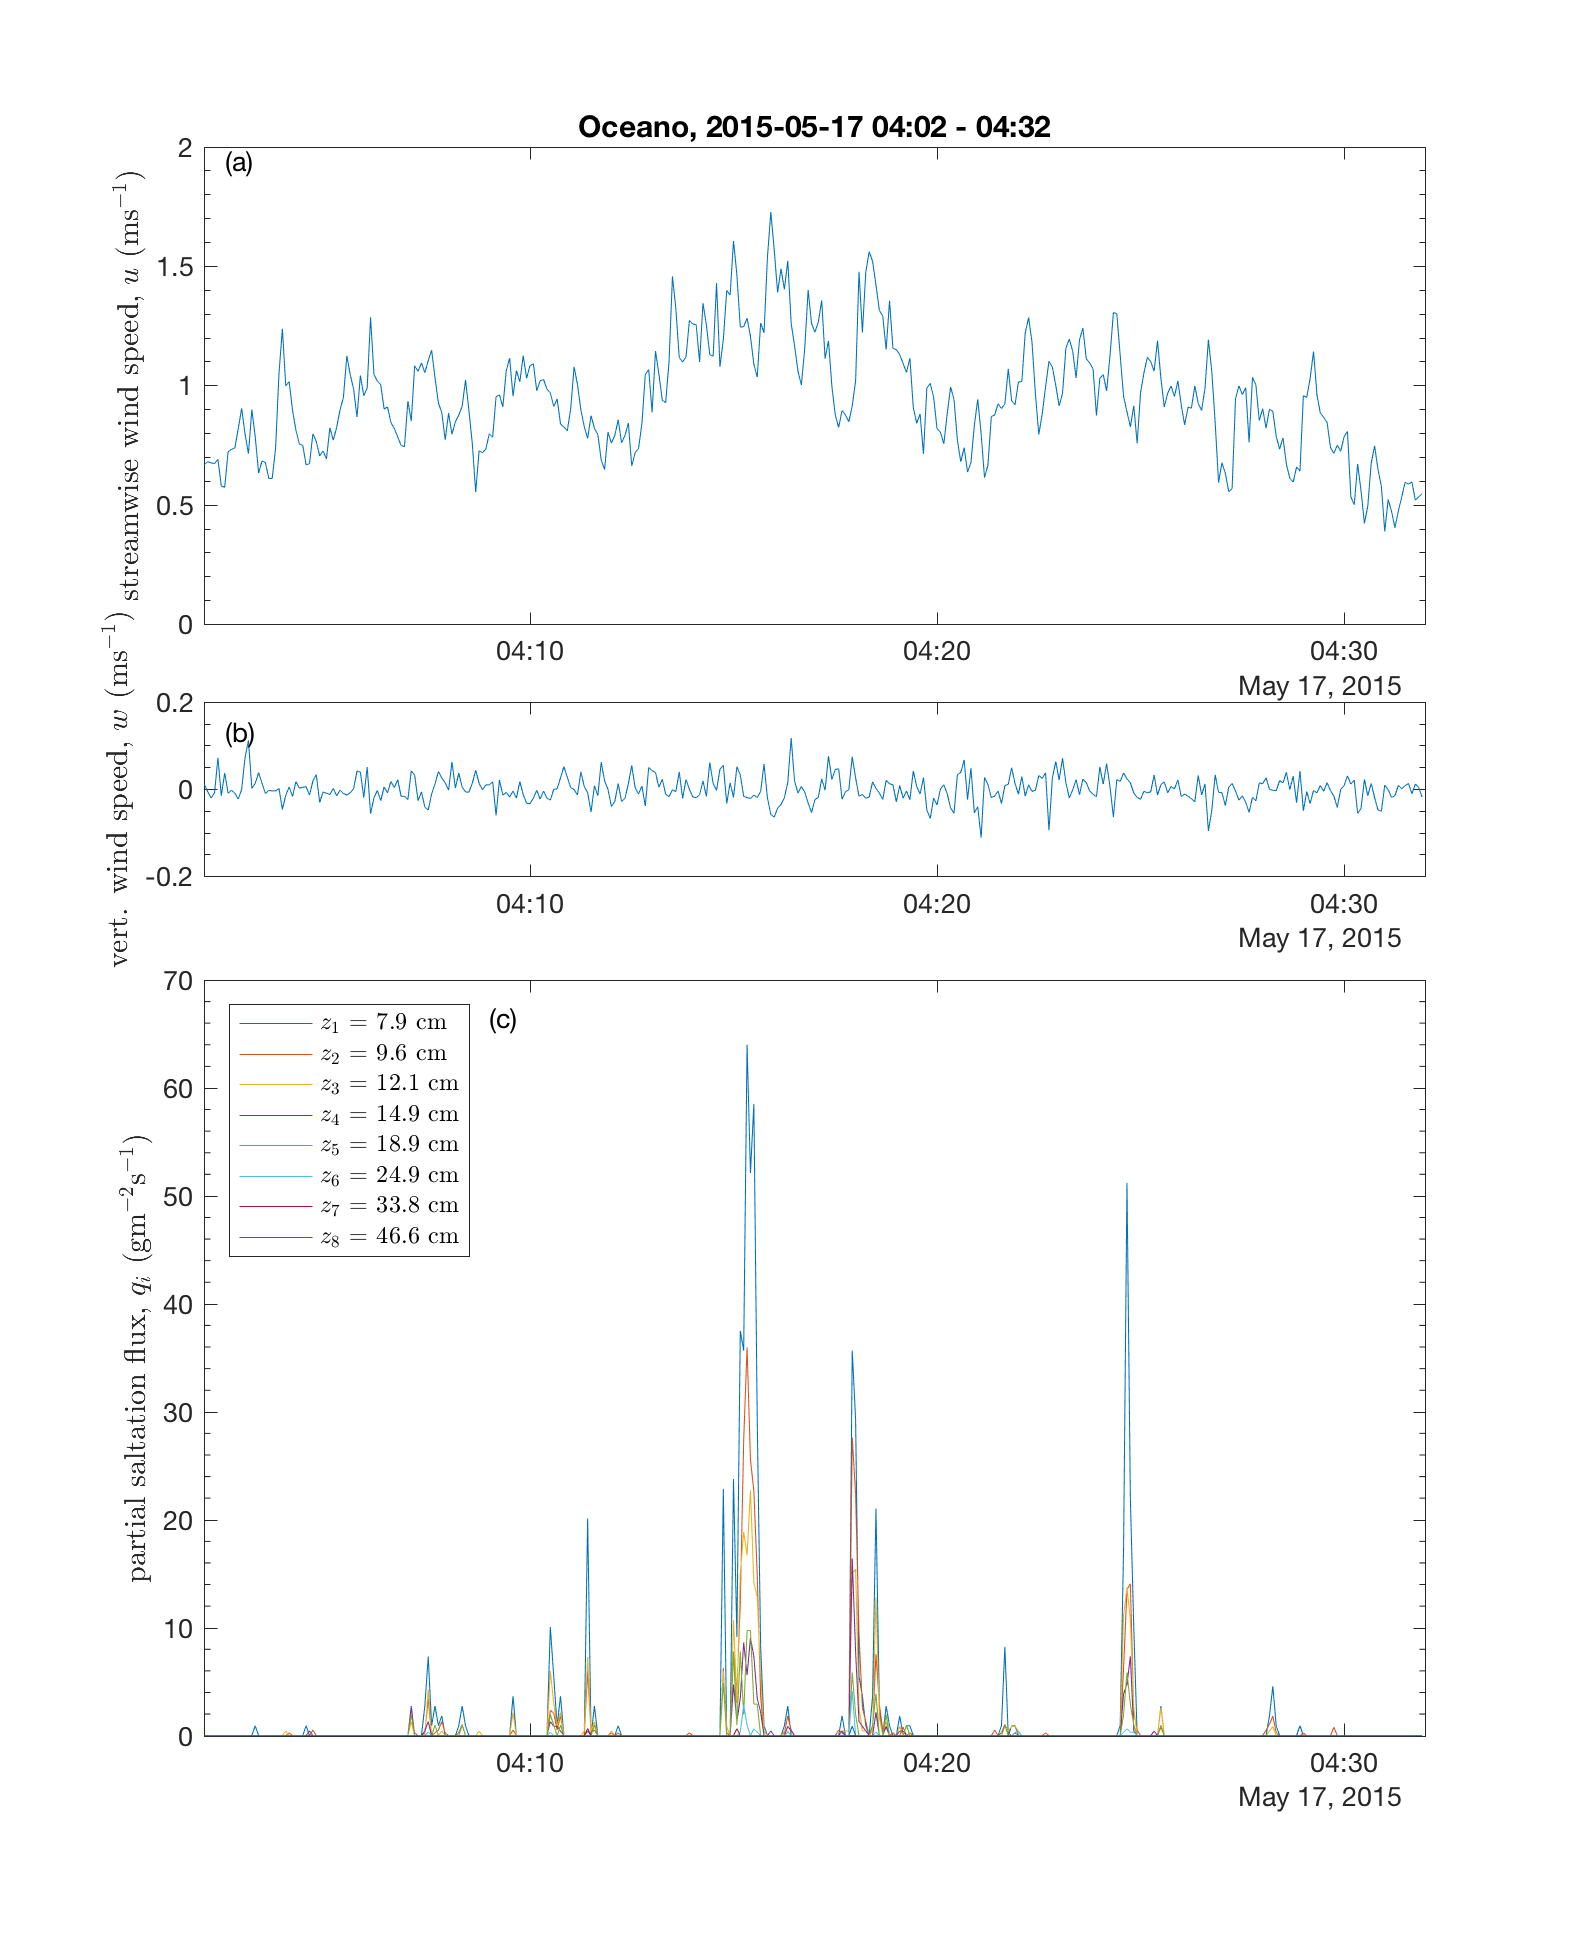 Oceano, 2015-05-17 04:02 - 04:32
(a)
streamwise wind speed, u (ms⁻¹)
2
1.5
1
0.5
0
04:10 04:20 04:30
May 17, 2015
(b)
vert. wind speed, w (ms⁻¹)
0.2
0
-0.2
04:10 04:20 04:30
May 17, 2015
(c)
partial saltation flux, qᵢ (gm⁻²s⁻¹)
70
60
50
40
30
20
10
0
z₁ = 7.9 cm
z₂ = 9.6 cm
z₃ = 12.1 cm
z₄ = 14.9 cm
z₅ = 18.9 cm
z₆ = 24.9 cm
z₇ = 33.8 cm
z₈ = 46.6 cm
04:10 04:20 04:30
May 17, 2015